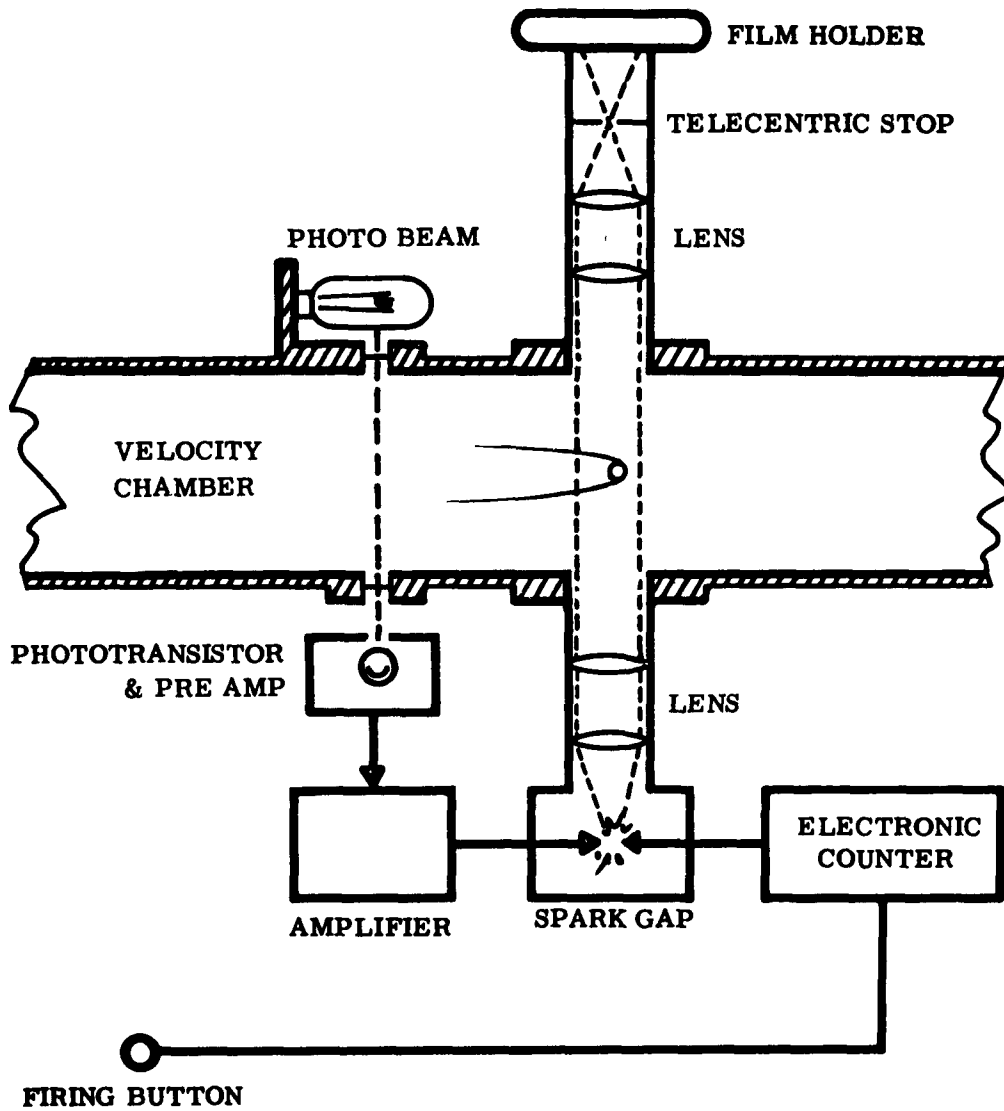 FILM HOLDER
TELECENTRIC STOP
LENS
PHOTO BEAM
VELOCITY
CHAMBER
PHOTOTRANSISTOR
& PRE AMP
LENS
ELECTRONIC
COUNTER
AMPLIFIER
SPARK GAP
FIRING BUTTON